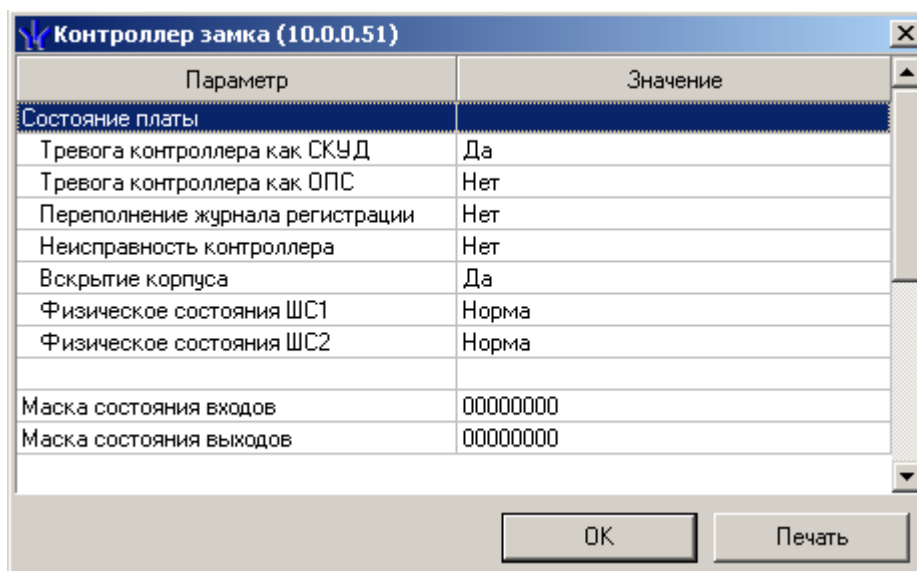 Контроллер замка (10.0.0.51)
Параметр Значение
Состояние платы
Тревога контроллера как СКУД Да
Тревога контроллера как ОПС Нет
Переполнение журнала регистрации Нет
Неисправность контроллера Нет
Вскрытие корпуса Да
Физическое состояния ШС1 Норма
Физическое состояния ШС2 Норма
Маска состояния входов 00000000
Маска состояния выходов 00000000
OK Печать